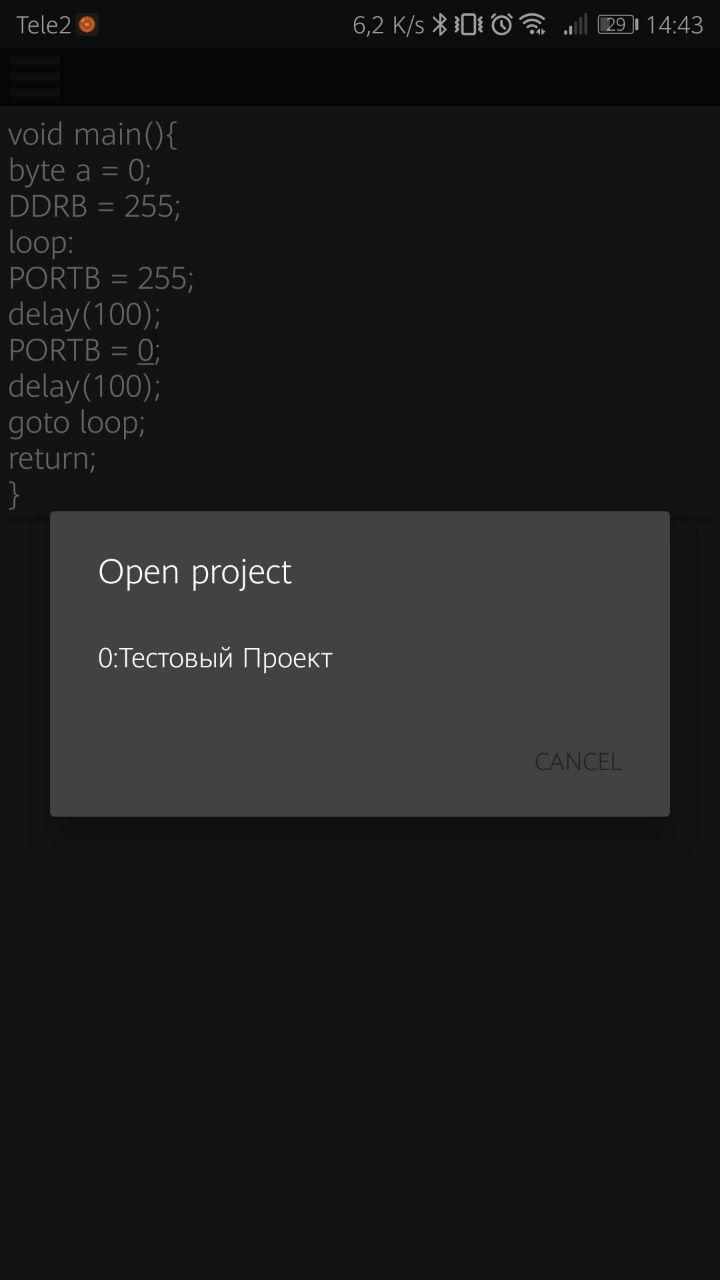 Tele2 6,2 K/s 29 14:43
void main(){
byte a = 0;
DDRB = 255;
loop:
PORTB = 255;
delay(100);
PORTB = 0;
delay(100);
goto loop;
return;
}
Open project
0:Тестовый Проект
CANCEL